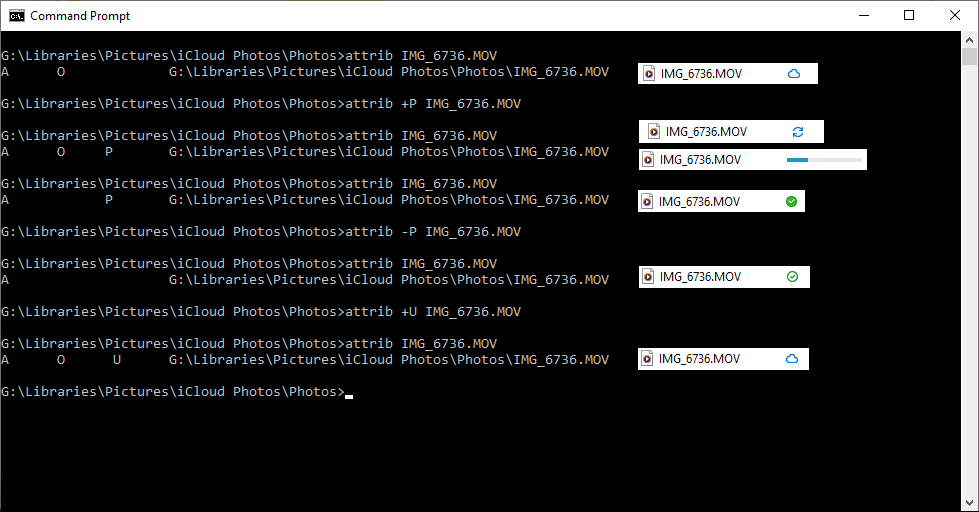 Command Prompt
G:\Libraries\Pictures\iCloud Photos\Photos>attrib IMG_6736.MOV
A      O             G:\Libraries\Pictures\iCloud Photos\Photos\IMG_6736.MOV
IMG_6736.MOV
G:\Libraries\Pictures\iCloud Photos\Photos>attrib +P IMG_6736.MOV
IMG_6736.MOV
G:\Libraries\Pictures\iCloud Photos\Photos>attrib IMG_6736.MOV
A      O     P       G:\Libraries\Pictures\iCloud Photos\Photos\IMG_6736.MOV
IMG_6736.MOV
G:\Libraries\Pictures\iCloud Photos\Photos>attrib IMG_6736.MOV
A            P       G:\Libraries\Pictures\iCloud Photos\Photos\IMG_6736.MOV
IMG_6736.MOV
G:\Libraries\Pictures\iCloud Photos\Photos>attrib -P IMG_6736.MOV
G:\Libraries\Pictures\iCloud Photos\Photos>attrib IMG_6736.MOV
A                    G:\Libraries\Pictures\iCloud Photos\Photos\IMG_6736.MOV
IMG_6736.MOV
G:\Libraries\Pictures\iCloud Photos\Photos>attrib +U IMG_6736.MOV
G:\Libraries\Pictures\iCloud Photos\Photos>attrib IMG_6736.MOV
A      O      U      G:\Libraries\Pictures\iCloud Photos\Photos\IMG_6736.MOV
IMG_6736.MOV
G:\Libraries\Pictures\iCloud Photos\Photos>